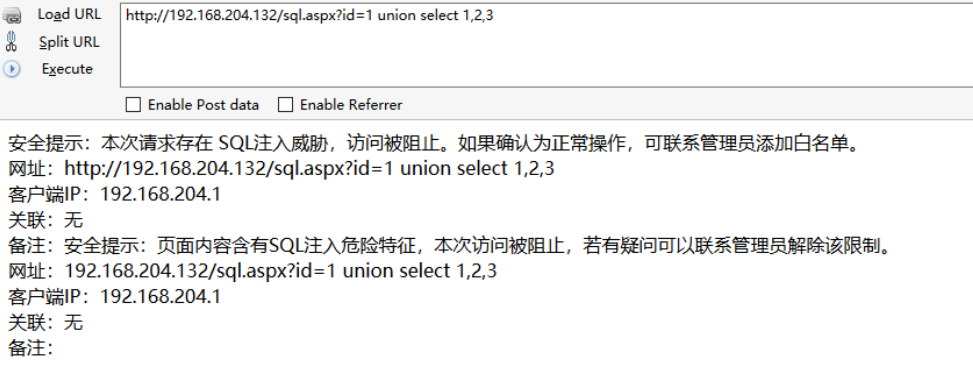 Load URL
http://192.168.204.132/sql.aspx?id=1 union select 1,2,3
Split URL
Execute
Enable Post data
Enable Referrer
安全提示：本次请求存在 SQL注入威胁，访问被阻止。如果确认为正常操作，可联系管理员添加白名单。
网址：http://192.168.204.132/sql.aspx?id=1 union select 1,2,3
客户端IP：192.168.204.1
关联：无
备注：安全提示：页面内容含有SQL注入危险特征，本次访问被阻止，若有疑问可以联系管理员解除该限制。
网址：192.168.204.132/sql.aspx?id=1 union select 1,2,3
客户端IP：192.168.204.1
关联：无
备注：